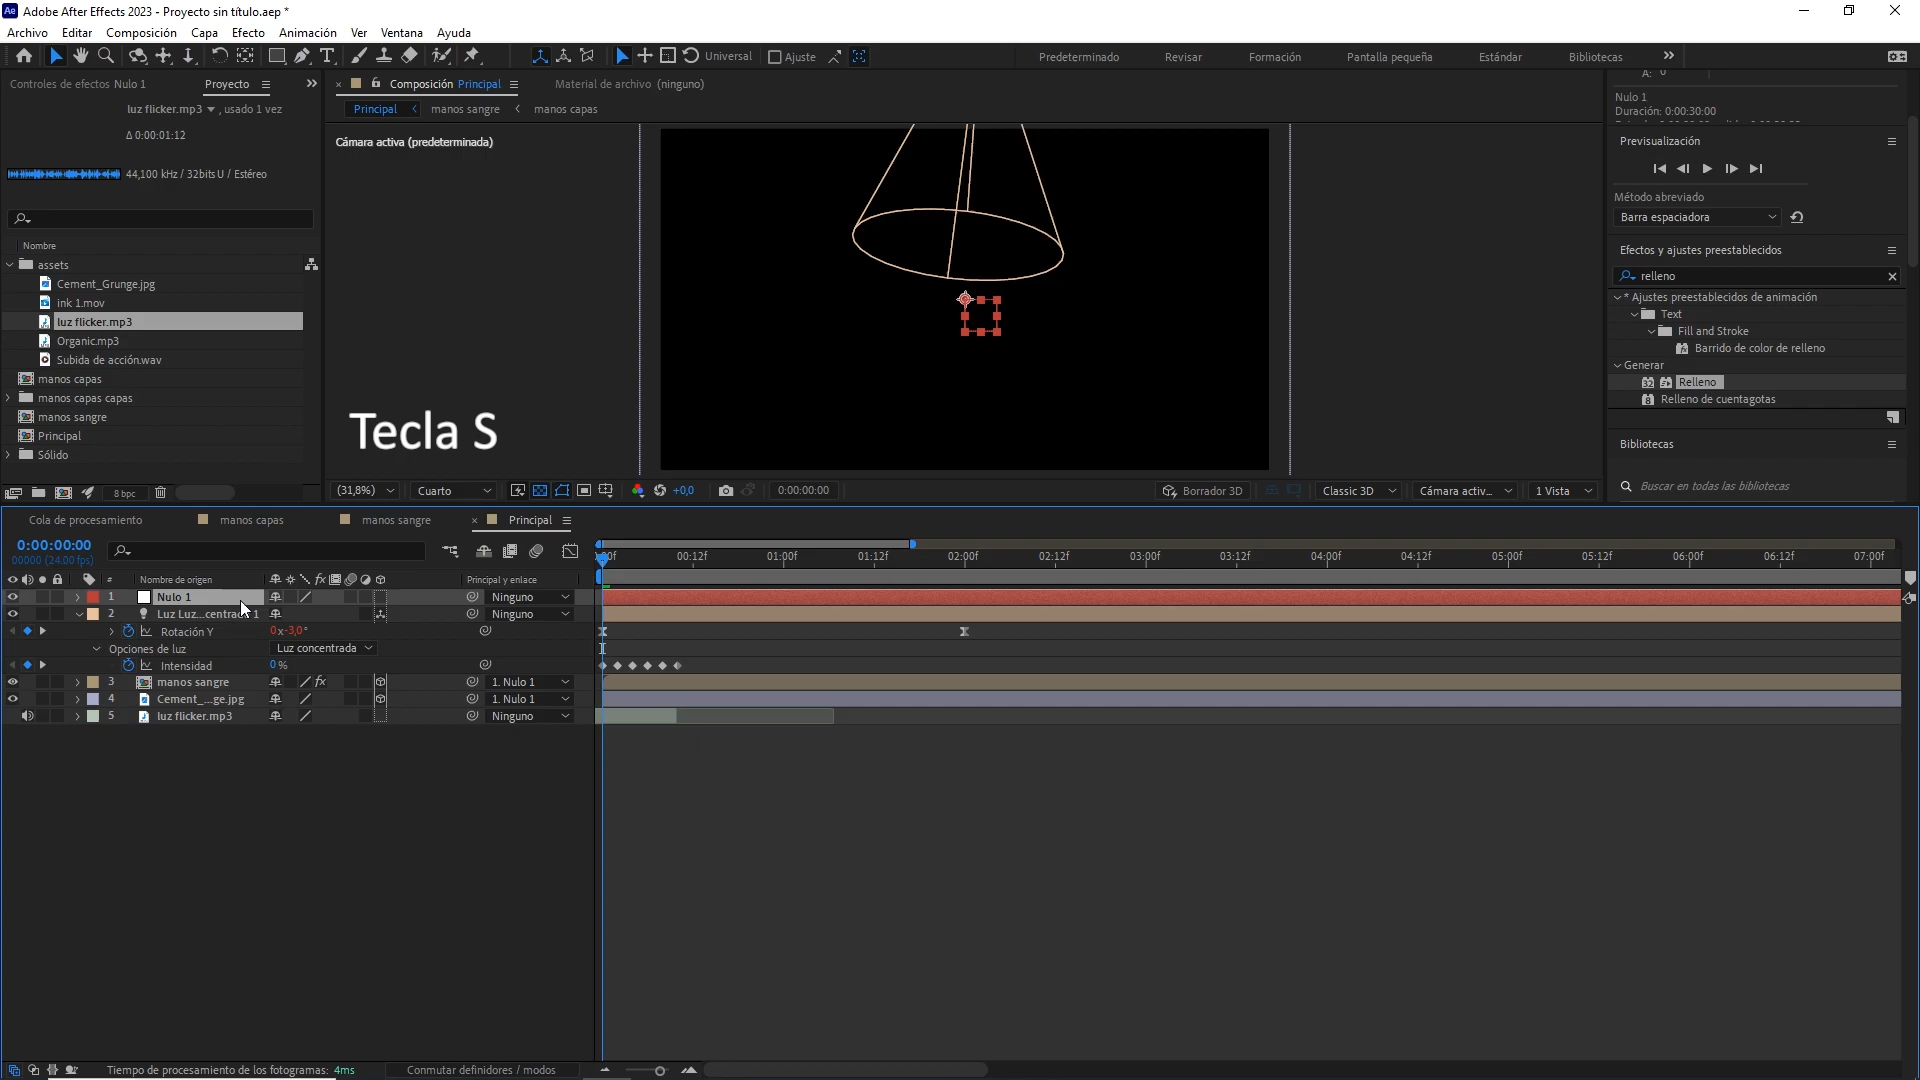 Adobe After Effects 2023 - Proyecto sin título.aep *
Archivo Editar Composición Capa Efecto Animación Ver Ventana Ayuda
Universal Ajuste Predeterminado Revisar Formación Pantalla pequeña Estándar Bibliotecas
Controles de efectos Nulo 1 Proyecto
luz flicker.mp3 , usado 1 vez
Δ 0:00:01:12
44,100 kHz / 32bits U / Estéreo
Nombre
assets
Cement_Grunge.jpg
ink 1.mov
luz flicker.mp3
Organic.mp3
Subida de acción.wav
manos capas
manos capas capas
manos sangre
Principal
Sólido
8 bpc
Composición Principal
Material de archivo (ninguno)
Principal manos sangre manos capas
Cámara activa (predeterminada)
Tecla S
(31,8%) Cuarto +0,0 0:00:00:00 Borrador 3D Classic 3D Cámara activ... 1 Vista
A: 0
Nulo 1
Duración: 0:00:30:00
Previsualización
Método abreviado
Barra espaciadora
Efectos y ajustes preestablecidos
relleno
* Ajustes preestablecidos de animación
Text
Fill and Stroke
Barrido de color de relleno
Generar
32 Relleno
8 Relleno de cuentagotas
Bibliotecas
Buscar en todas las bibliotecas
Cola de procesamiento manos capas manos sangre Principal
0:00:00:00
00000 (24.00 fps)
00f 00:12f 01:00f 01:12f 02:00f 02:12f 03:00f 03:12f 04:00f 04:12f 05:00f 05:12f 06:00f 06:12f 07:00f
# Nombre de origen fx Principal y enlace
1 Nulo 1 Ninguno
2 Luz Luz...centrada 1 Ninguno
Rotación Y 0x-3,0°
Opciones de luz Luz concentrada
Intensidad 0 %
3 manos sangre fx 1. Nulo 1
4 Cement_...ge.jpg 1. Nulo 1
5 luz flicker.mp3 Ninguno
Tiempo de procesamiento de los fotogramas: 4ms Conmutar definidores / modos